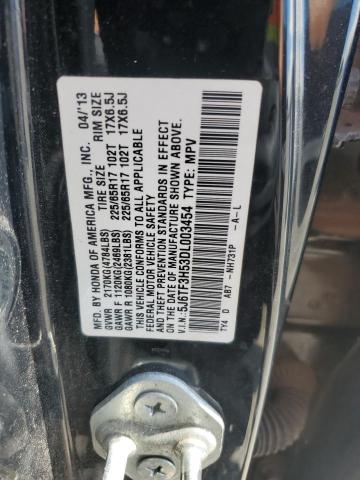 MFD. BY HONDA OF AMERICA MFG., INC. 04/13
TIRE SIZE RIM SIZE
GVWR 2170KG(4784LBS)
GAWR F 1120KG(2469LBS) 225/65R17 102T 17X6.5J
GAWR R 1080KG(2381LBS) 225/65R17 102T 17X6.5J
THIS VEHICLE CONFORMS TO ALL APPLICABLE
FEDERAL MOTOR VEHICLE SAFETY AND THEFT
PREVENTION STANDARDS IN EFFECT ON THE
DATE OF MANUFACTURE SHOWN ABOVE.
V.I.N: 5J6TF3H53DL003454 TYPE: MPV
TY4 D AB7 -NH731P -A-L